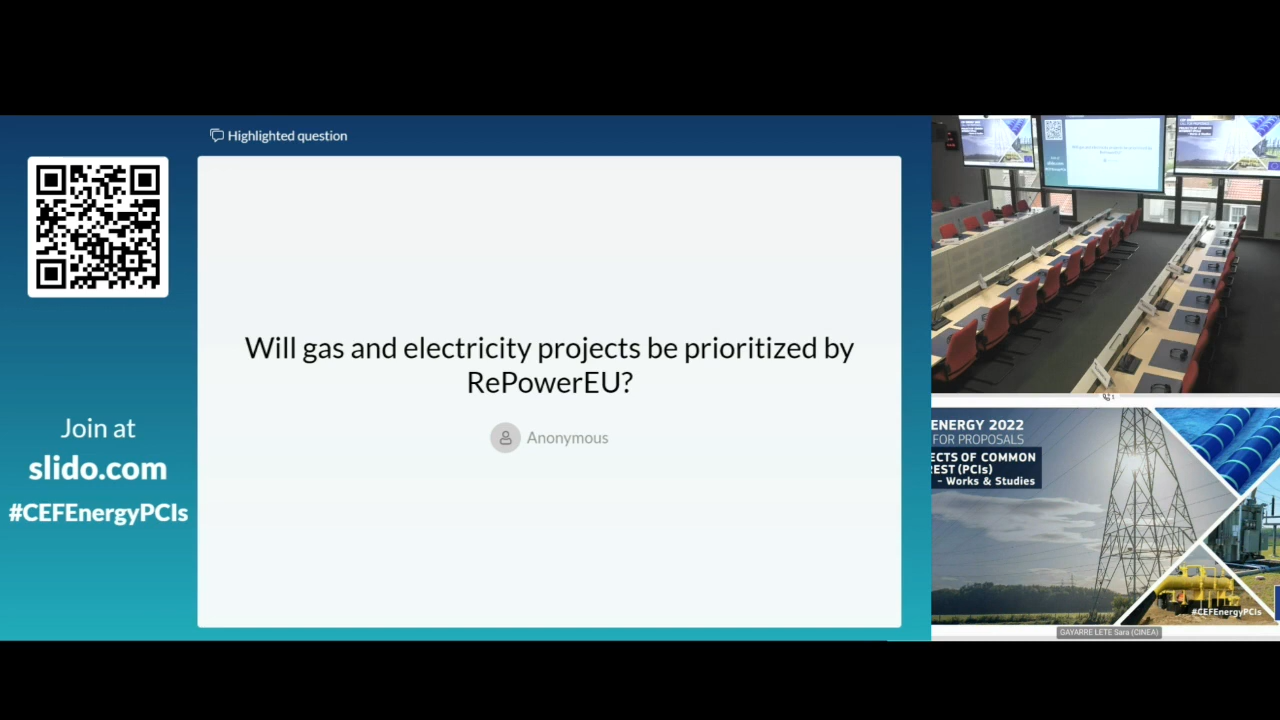 Highlighted question
Will gas and electricity projects be prioritized by
RePowerEU?
Anonymous
Join at
slido.com
#CEFEnergyPCIs
ENERGY 2022
FOR PROPOSALS
ECTS OF COMMON
REST (PCIs)
- Works & Studies
#CEFEnergyPCIs
GAYARRE LETE Sara (CINEA)